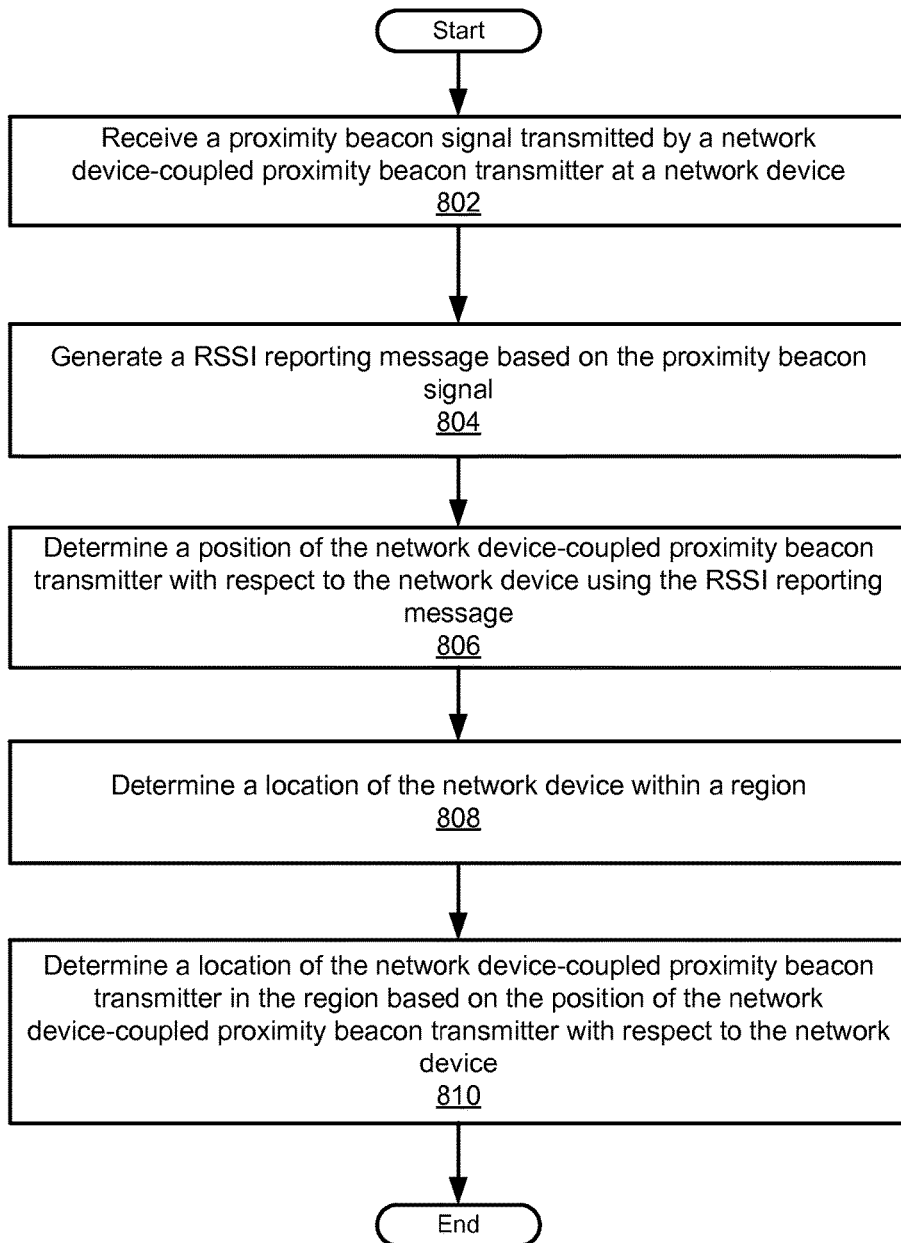 Start
Receive a proximity beacon signal transmitted by a network
device-coupled proximity beacon transmitter at a network device
802
Generate a RSSI reporting message based on the proximity beacon
signal
804
Determine a position of the network device-coupled proximity beacon
transmitter with respect to the network device using the RSSI reporting
message
806
Determine a location of the network device within a region
808
Determine a location of the network device-coupled proximity beacon
transmitter in the region based on the position of the network
device-coupled proximity beacon transmitter with respect to the network
device
810
End